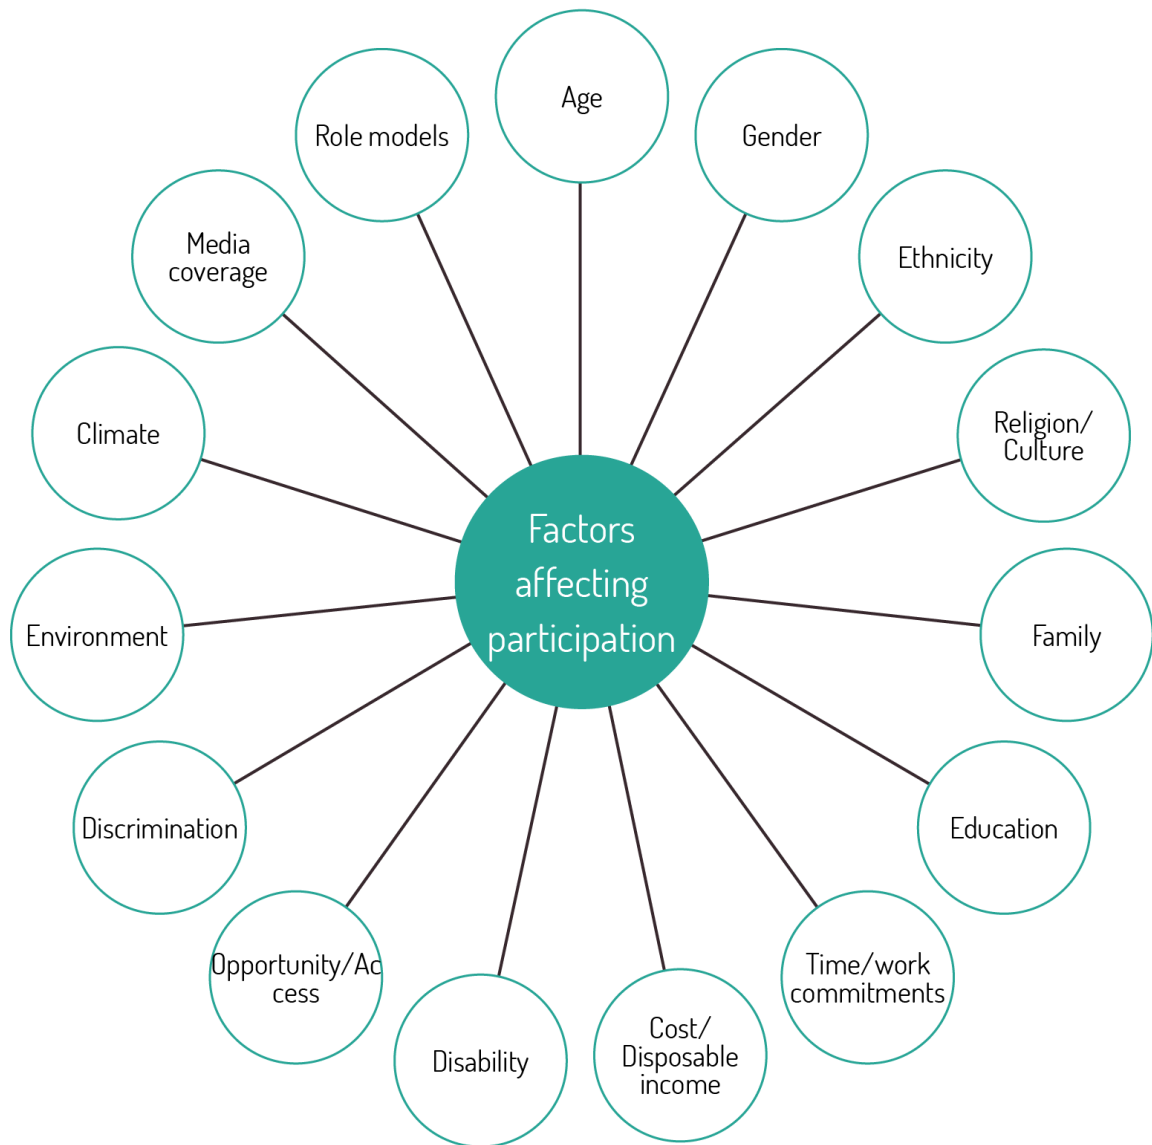 Age
Gender
Ethnicity
Religion/
Culture
Family
Education
Time/work
commitments
Cost/
Disposable
income
Disability
Opportunity/Ac
cess
Discrimination
Environment
Climate
Media
coverage
Role models
Factors
affecting
participation